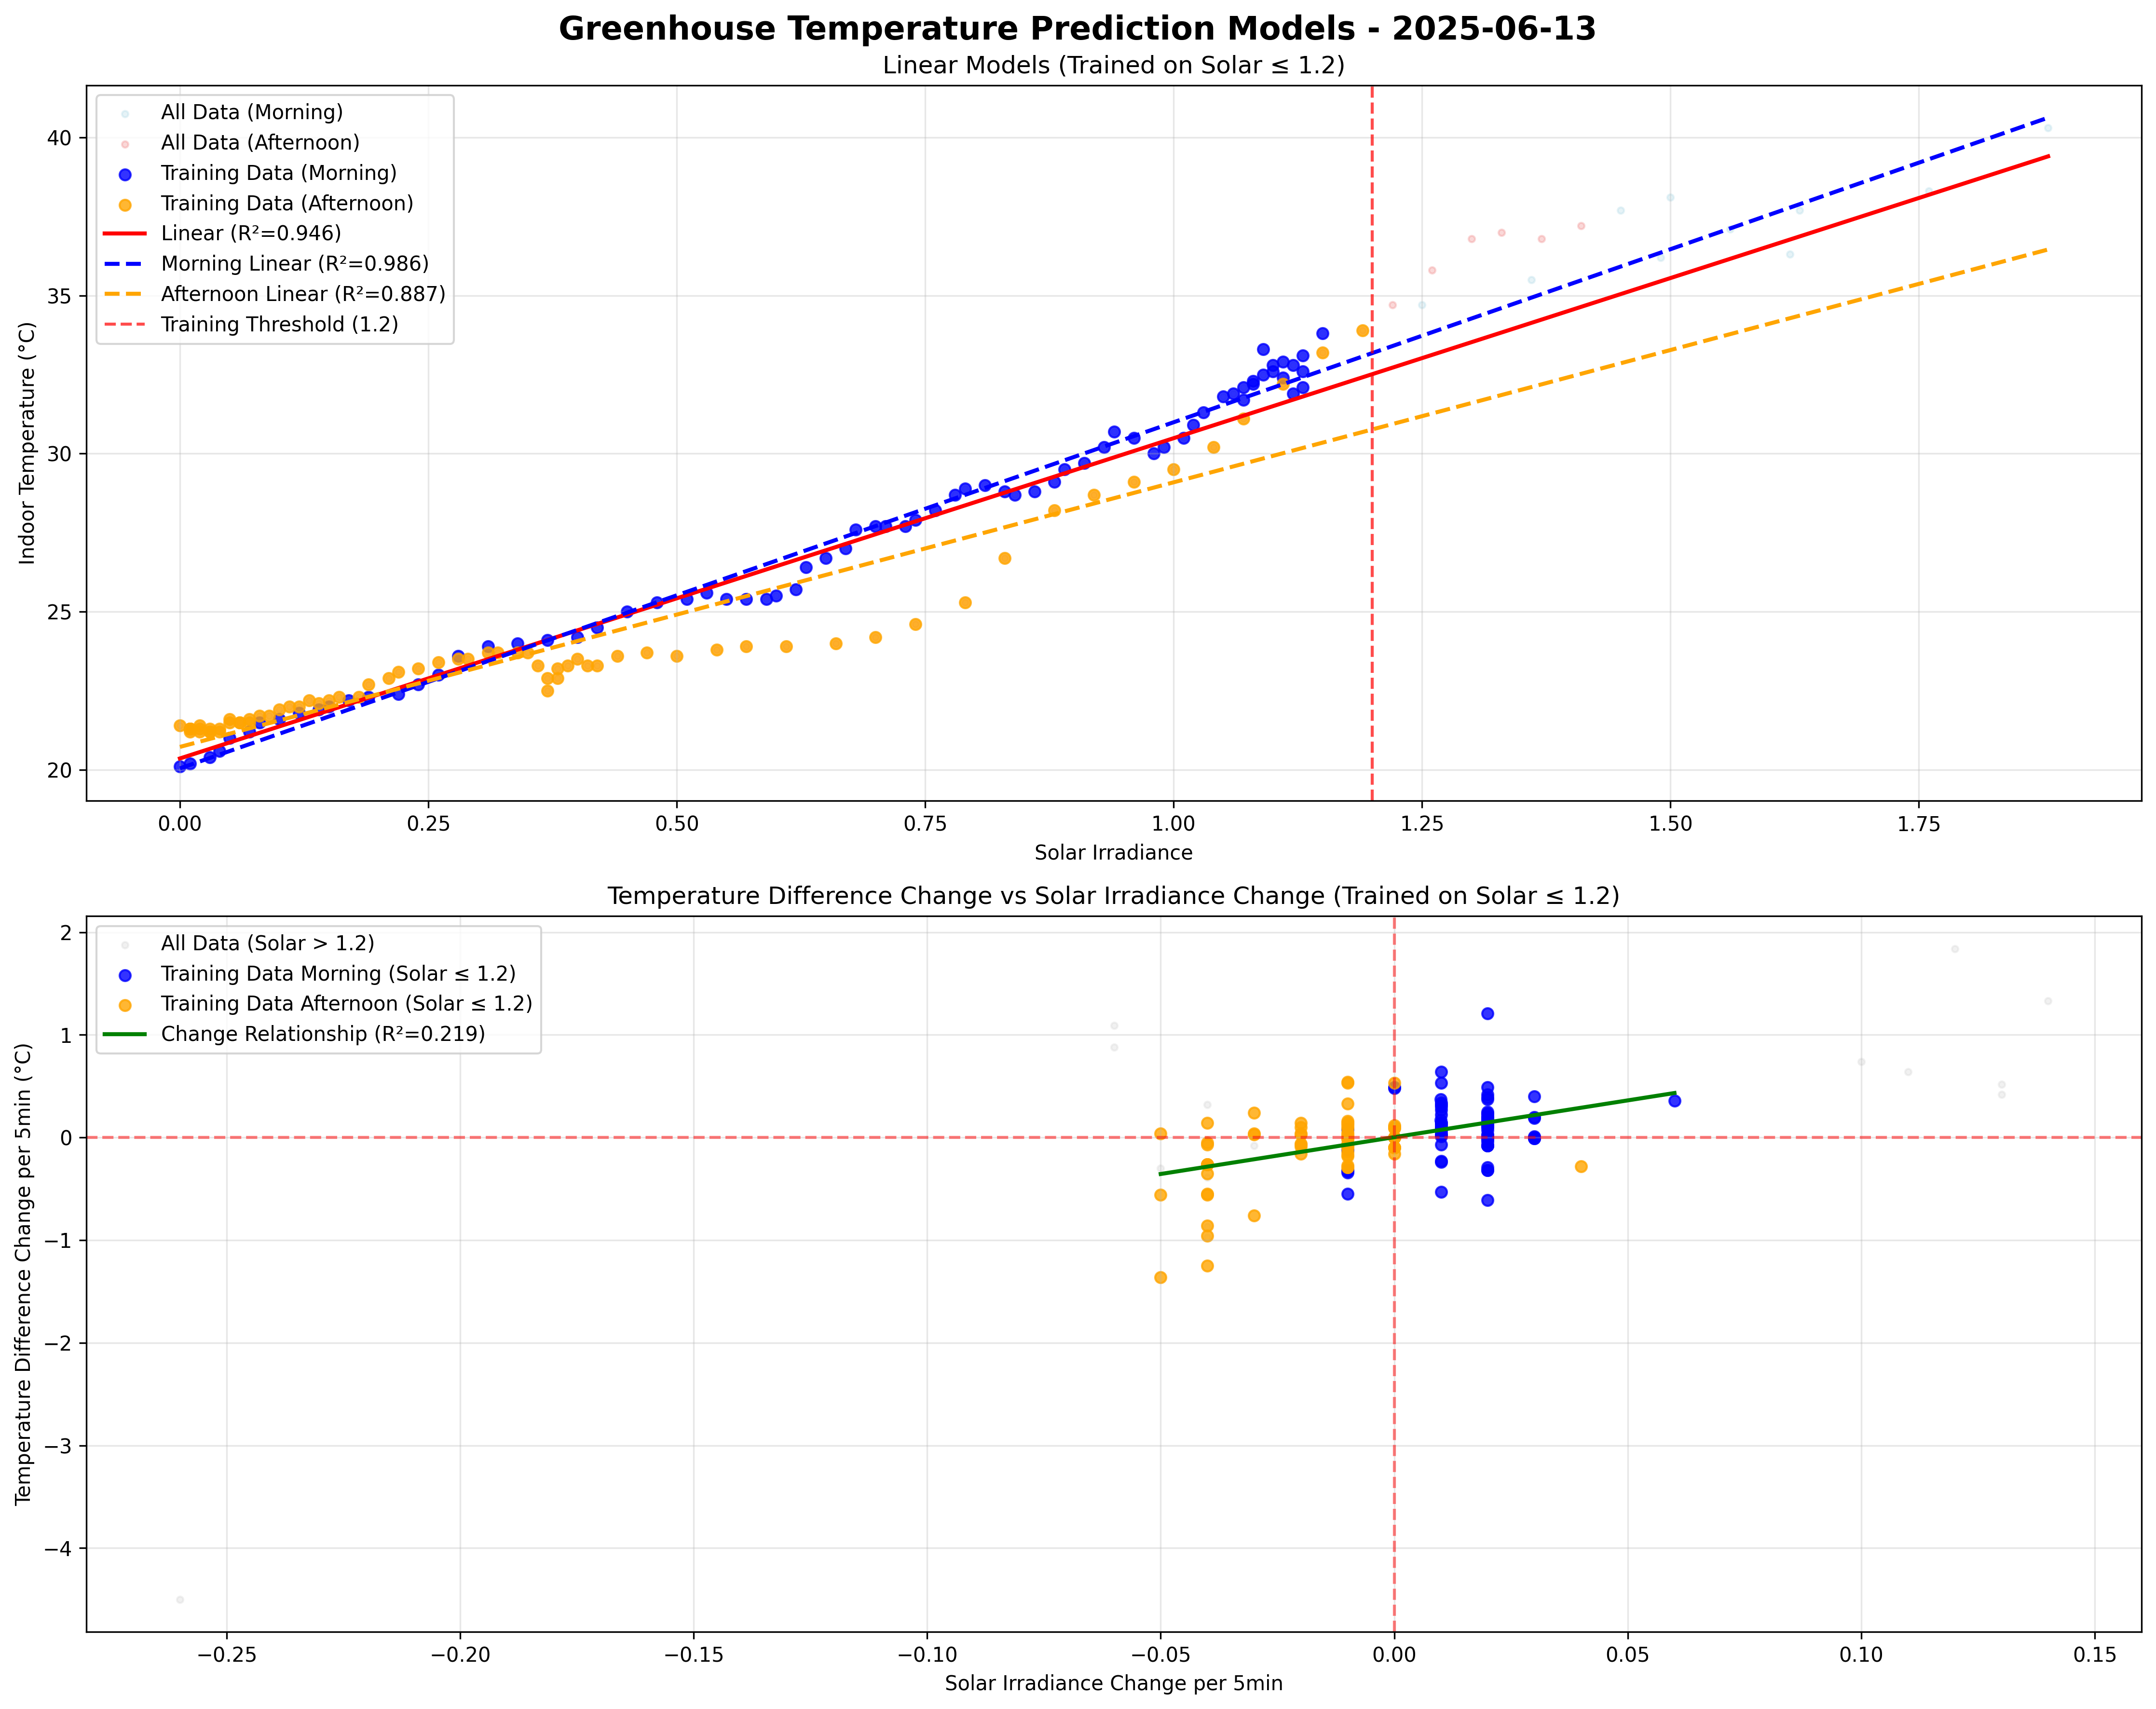 Greenhouse Temperature Prediction Models - 2025-06-13
Linear Models (Trained on Solar ≤ 1.2)
All Data (Morning)
All Data (Afternoon)
Training Data (Morning)
Training Data (Afternoon)
Linear (R²=0.946)
Morning Linear (R²=0.986)
Afternoon Linear (R²=0.887)
Training Threshold (1.2)
Indoor Temperature (°C)
40
35
30
25
20
0.00 0.25 0.50 0.75 1.00 1.25 1.50 1.75
Solar Irradiance
Temperature Difference Change vs Solar Irradiance Change (Trained on Solar ≤ 1.2)
All Data (Solar > 1.2)
Training Data Morning (Solar ≤ 1.2)
Training Data Afternoon (Solar ≤ 1.2)
Change Relationship (R²=0.219)
Temperature Difference Change per 5min (°C)
2
1
0
−1
−2
−3
−4
−0.25 −0.20 −0.15 −0.10 −0.05 0.00 0.05 0.10 0.15
Solar Irradiance Change per 5min